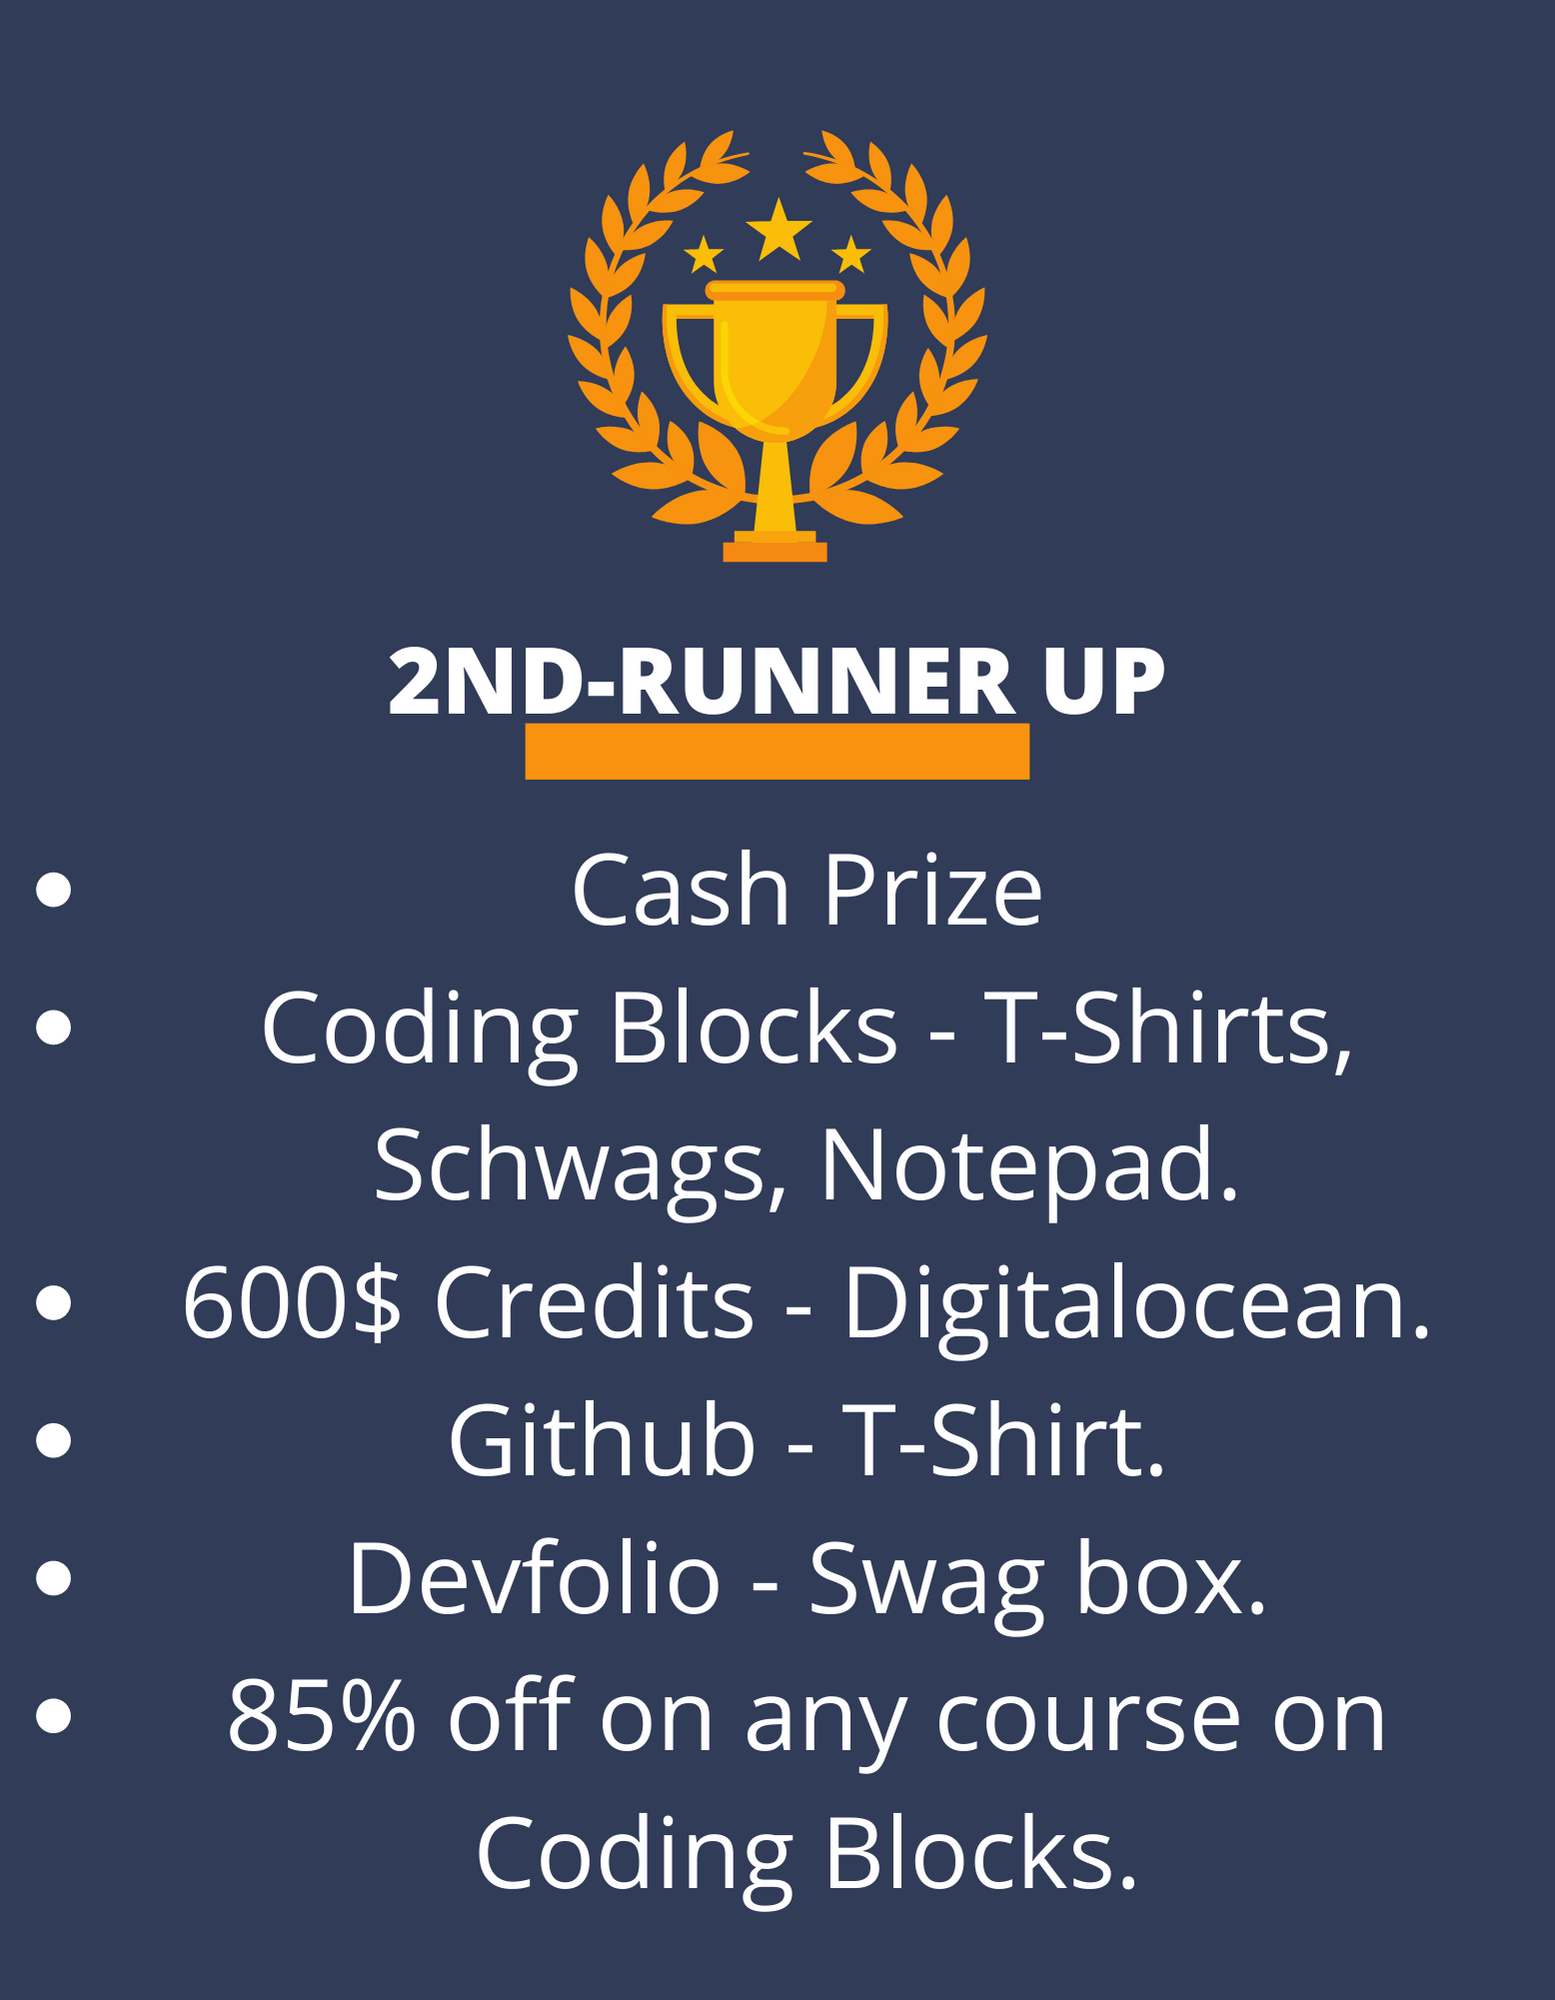 2ND-RUNNER UP
• Cash Prize
• Coding Blocks - T-Shirts,
Schwags, Notepad.
• 600$ Credits - Digitalocean.
• Github - T-Shirt.
• Devfolio - Swag box.
• 85% off on any course on
Coding Blocks.